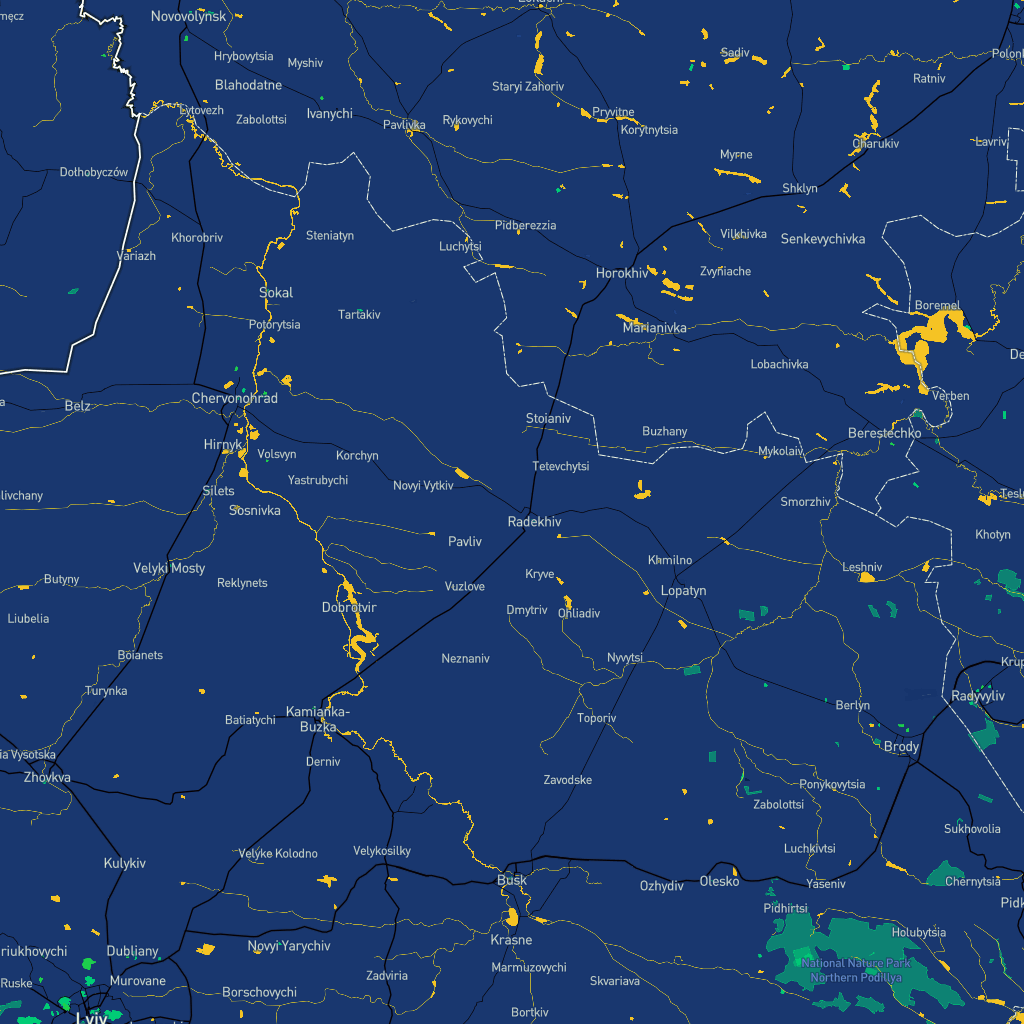 Novovolynsk
Hrybovytsia
Myshiv
Sadiv
Ratniv
Blahodatne
Staryi Zahoriv
Lytovezh
Zabolottsi
Ivanychi
Pavlivka
Rykovychi
Pryvitne
Korytnytsia
Lavriv
Myrne
Dołhobyczów
Shklyn
Pidberezzia
Khorobriv
Steniatyn
Luchytsi
Vilkhivka
Senkevychivka
Variazh
Horokhiv
Zvyniache
Sokal
Tartakiv
Potorytsia
Marianivka
Boremel
Lobachivka
Verben
Belz
Chervonohrad
Stoianiv
Buzhany
Berestechko
Hirnyk
Volsvyn
Korchyn
Tetevchytsi
Mykolaiv
Silets
Yastrubychi
Novyi Vytkiv
Smorzhiv
Sosnivka
Radekhiv
Khotyn
Pavliv
Khmilno
Velyki Mosty
Leshniv
Butyny
Reklynets
Vuzlove
Kryve
Lopatyn
Liubelia
Dobrotvir
Dmytriv
Ohliadiv
Boianets
Neznaniv
Nyvytsi
Turynka
Radyvyliv
Batiatychi
Kamianka-
Buzka
Toporiv
Berlyn
Brody
Derniv
Zhovkva
Zavodske
Ponykovytsia
Zabolottsi
Sukhovolia
Kulykiv
Velyke Kolodno
Velykosilky
Luchkivtsi
Busk
Ozhydiv
Olesko
Yaseniv
Chernytsia
Pidhirtsi
Krasne
Holubytsia
Dubliany
Novyi Yarychiv
Marmuzovychi
National Nature Park
Northern Podillya
Zadviria
Skvariava
Ruske
Murovane
Borschovychi
Bortkiv
Lviv